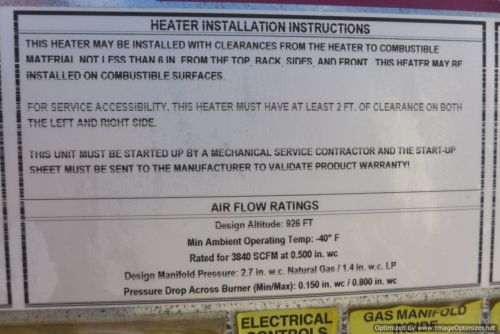 HEATER INSTALLATION INSTRUCTIONS
THIS HEATER MAY BE INSTALLED WITH CLEARANCES FROM THE HEATER TO COMBUSTIBLE
MATERIAL NOT LESS THAN 6 IN. FROM THE TOP, BACK, SIDES, AND FRONT. THIS HEATER MAY BE
INSTALLED ON COMBUSTIBLE SURFACES.
FOR SERVICE ACCESSIBILITY, THIS HEATER MUST HAVE AT LEAST 2 FT. OF CLEARANCE ON BOTH
THE LEFT AND RIGHT SIDE.
THIS UNIT MUST BE STARTED UP BY A MECHANICAL SERVICE CONTRACTOR AND THE START-UP
SHEET MUST BE SENT TO THE MANUFACTURER TO VALIDATE PRODUCT WARRANTY!
AIR FLOW RATINGS
Design Altitude: 926 FT
Min Ambient Operating Temp: -40° F
Rated for 3840 SCFM at 0.500 in. wc
Design Manifold Pressure: 2.7 in. w.c. Natural Gas / 1.4 in. w.c. LP
Pressure Drop Across Burner (Min/Max): 0.150 in. wc / 0.800 in. wc
ELECTRICAL
CONTROLS
GAS MANIFOLD
Optimized by www.ImageOptimizer.net